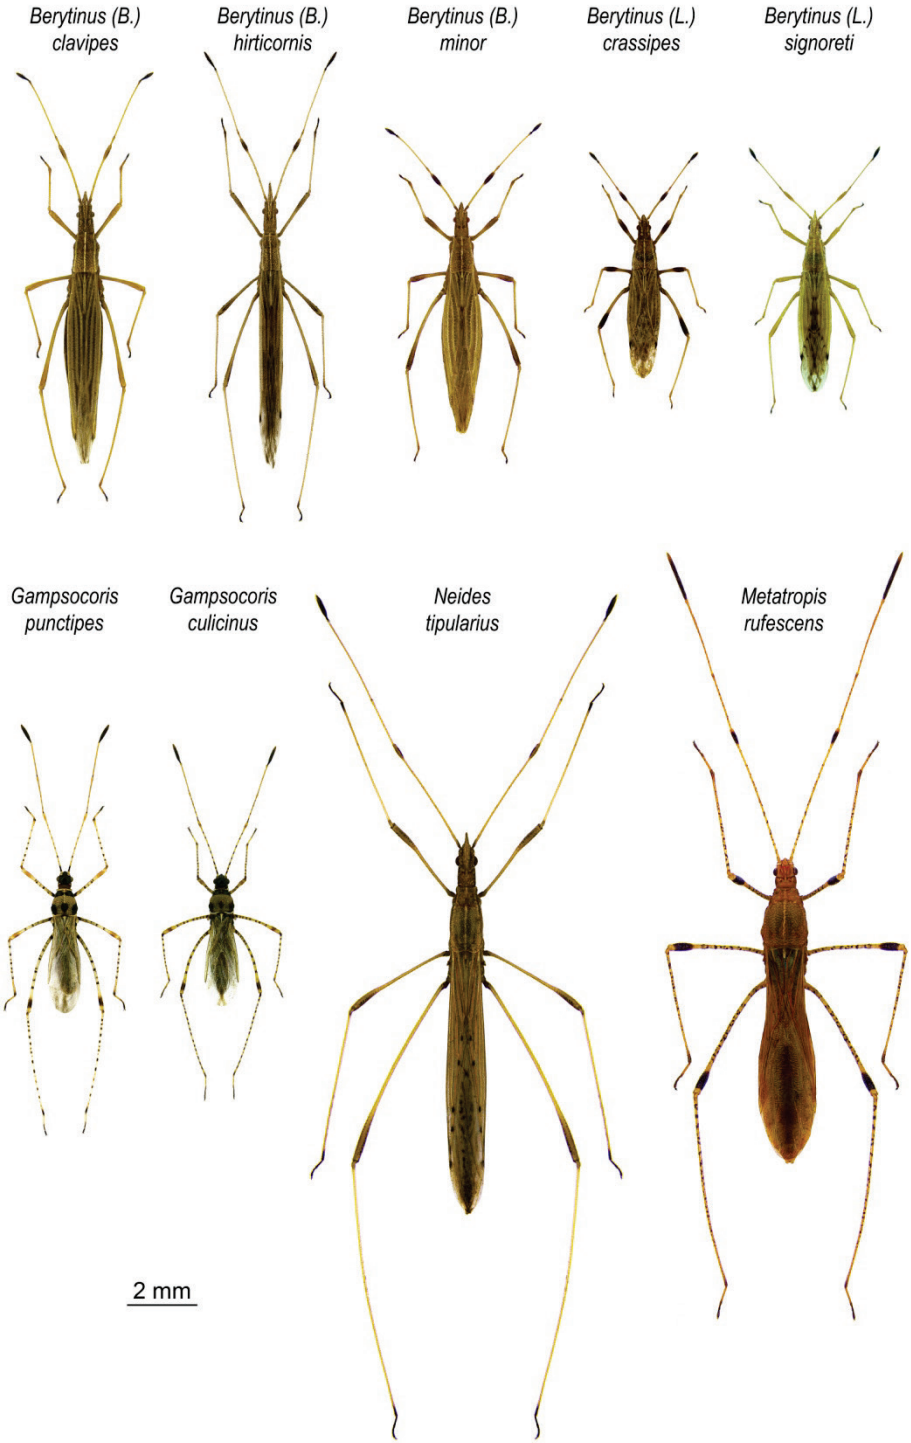 Berytinus (B.)
clavipes
Berytinus (B.)
hirticornis
Berytinus (B.)
minor
Berytinus (L.)
crassipes
Berytinus (L.)
signoreti
Gampsocoris
punctipes
Gampsocoris
culicinus
Neides
tipularius
Metatropis
rufescens
2 mm